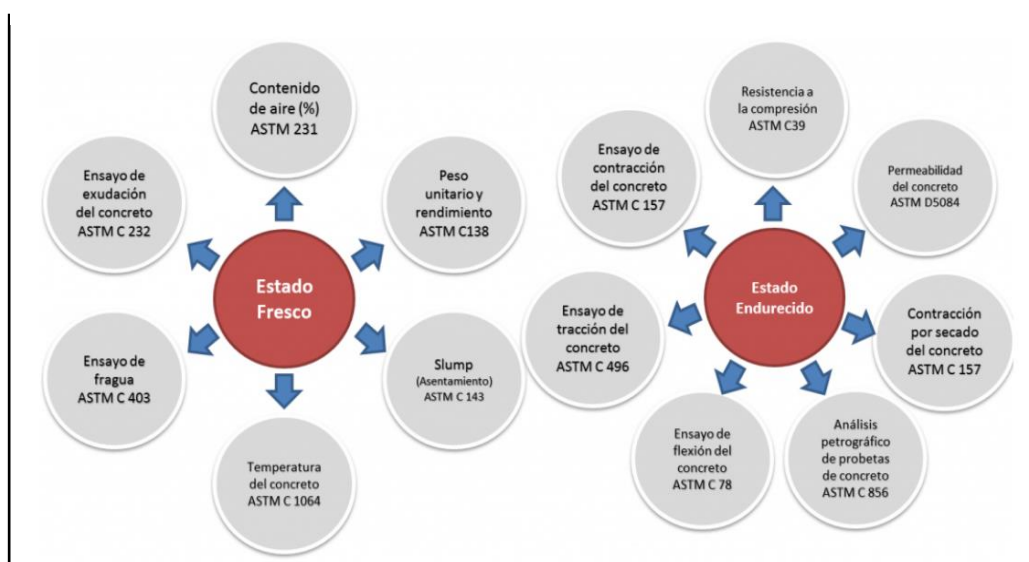 Contenido
de aire (%)
ASTM 231
Peso
unitario y
rendimiento
ASTM C138
Slump
(Asentamiento)
ASTM C 143
Temperatura
del concreto
ASTM C 1064
Ensayo de
fragua
ASTM C 403
Ensayo de
exudación
del concreto
ASTM C 232
Estado
Fresco
Resistencia a
la compresión
ASTM C39
Permeabilidad
del concreto
ASTM D5084
Contracción
por secado
del concreto
ASTM C 157
Análisis
petrográfico
de probetas
de concreto
ASTM C 856
Ensayo de
flexión del
concreto
ASTM C 78
Ensayo de
tracción del
concreto
ASTM C 496
Ensayo de
contracción
del concreto
ASTM C 157
Estado
Endurecido